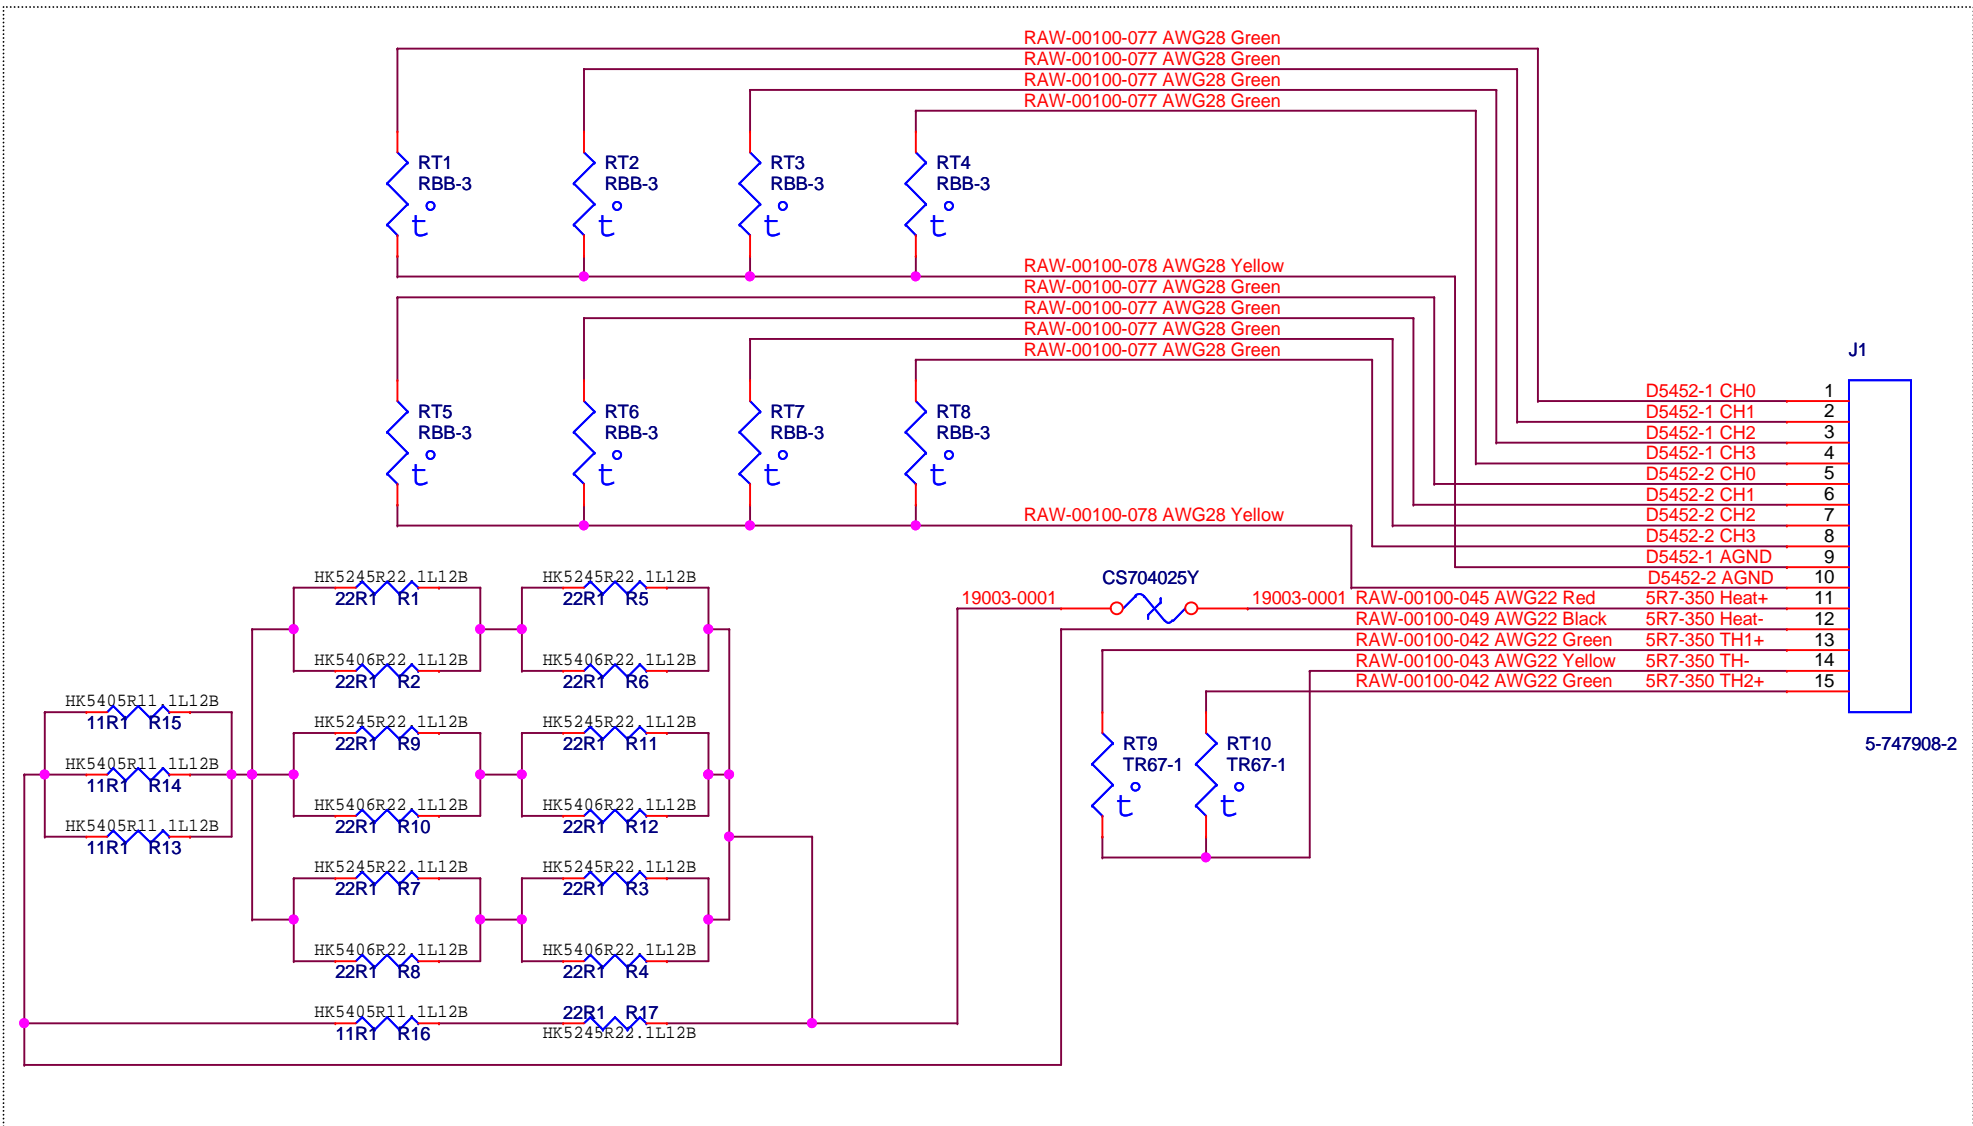 RAW-00100-077 AWG28 Green
RAW-00100-077 AWG28 Green
RAW-00100-077 AWG28 Green
RAW-00100-077 AWG28 Green
RT1
RBB-3
t°
RT2
RBB-3
t°
RT3
RBB-3
t°
RT4
RBB-3
t°
RAW-00100-078 AWG28 Yellow
RAW-00100-077 AWG28 Green
RAW-00100-077 AWG28 Green
RAW-00100-077 AWG28 Green
RAW-00100-077 AWG28 Green
RT5
RBB-3
t°
RT6
RBB-3
t°
RT7
RBB-3
t°
RT8
RBB-3
t°
RAW-00100-078 AWG28 Yellow
J1
D5452-1 CH0 1
D5452-1 CH1 2
D5452-1 CH2 3
D5452-1 CH3 4
D5452-2 CH0 5
D5452-2 CH1 6
D5452-2 CH2 7
D5452-2 CH3 8
D5452-1 AGND 9
D5452-2 AGND 10
CS704025Y
19003-0001 19003-0001 RAW-00100-045 AWG22 Red 5R7-350 Heat+ 11
RAW-00100-049 AWG22 Black 5R7-350 Heat- 12
RAW-00100-042 AWG22 Green 5R7-350 TH1+ 13
RAW-00100-043 AWG22 Yellow 5R7-350 TH- 14
RAW-00100-042 AWG22 Green 5R7-350 TH2+ 15
5-747908-2
RT9
TR67-1
t°
RT10
TR67-1
t°
HK5245R22.1L12B
22R1 R1
HK5245R22.1L12B
22R1 R5
HK5406R22.1L12B
22R1 R2
HK5406R22.1L12B
22R1 R6
HK5405R11.1L12B
11R1 R15
HK5245R22.1L12B
22R1 R9
HK5245R22.1L12B
22R1 R11
HK5405R11.1L12B
11R1 R14
HK5406R22.1L12B
22R1 R10
HK5406R22.1L12B
22R1 R12
HK5405R11.1L12B
11R1 R13
HK5245R22.1L12B
22R1 R7
HK5245R22.1L12B
22R1 R3
HK5406R22.1L12B
22R1 R8
HK5406R22.1L12B
22R1 R4
HK5405R11.1L12B
11R1 R16
22R1 R17
HK5245R22.1L12B